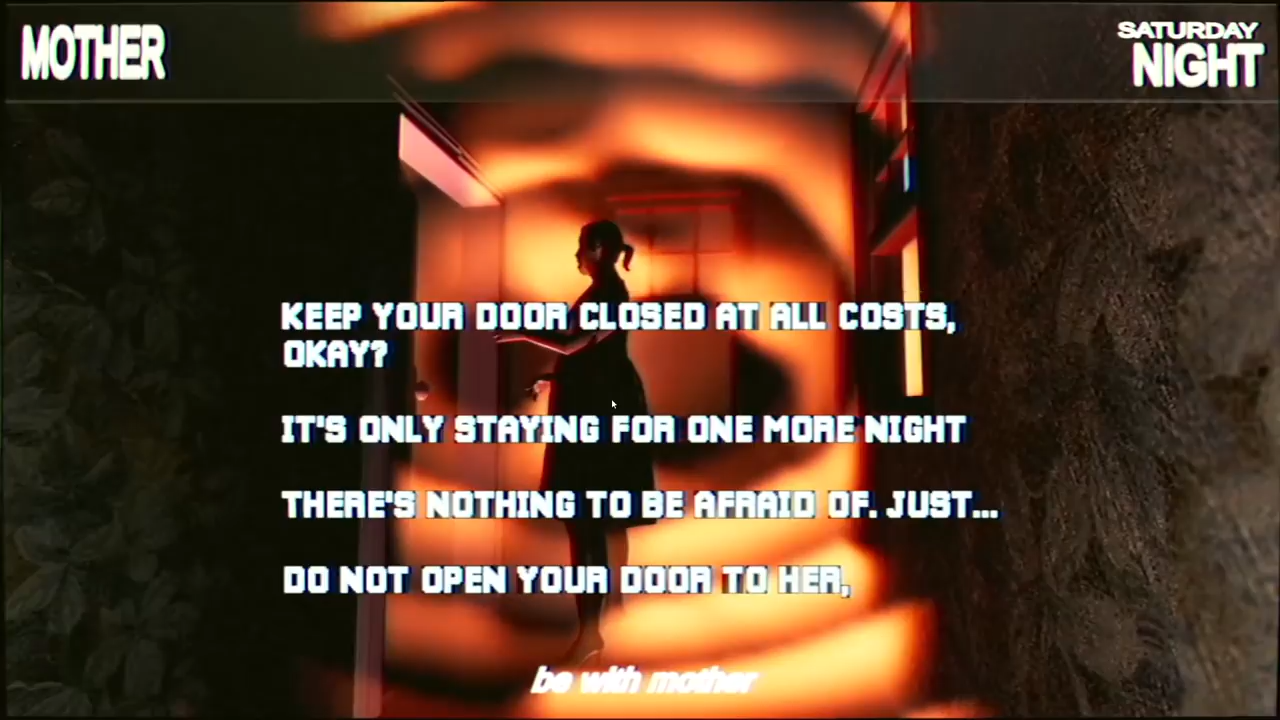 MOTHER
SATURDAY
NIGHT
KEEP YOUR DOOR CLOSED AT ALL COSTS,
OKAY?
IT'S ONLY STAYING FOR ONE MORE NIGHT
THERE'S NOTHING TO BE AFRAID OF. JUST...
DO NOT OPEN YOUR DOOR TO HER,
be with mother